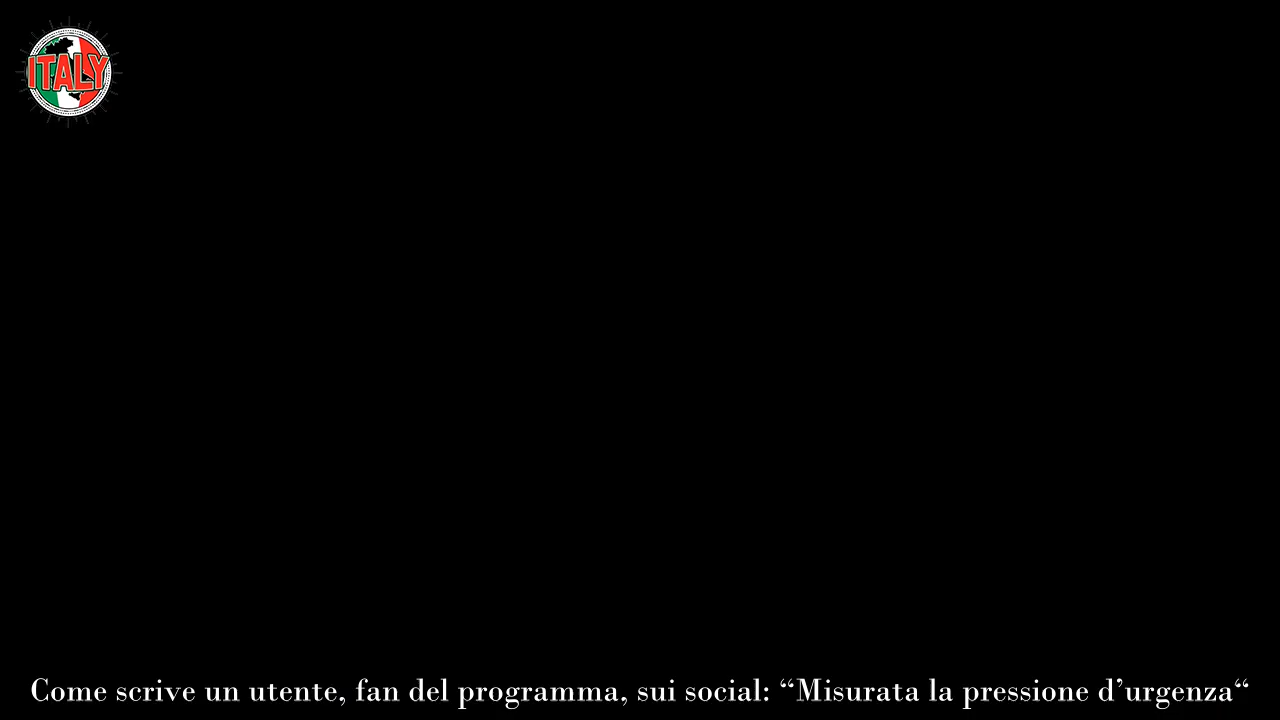 ITALY
Come scrive un utente, fan del programma, sui social: “Misurata la pressione d’urgenza“